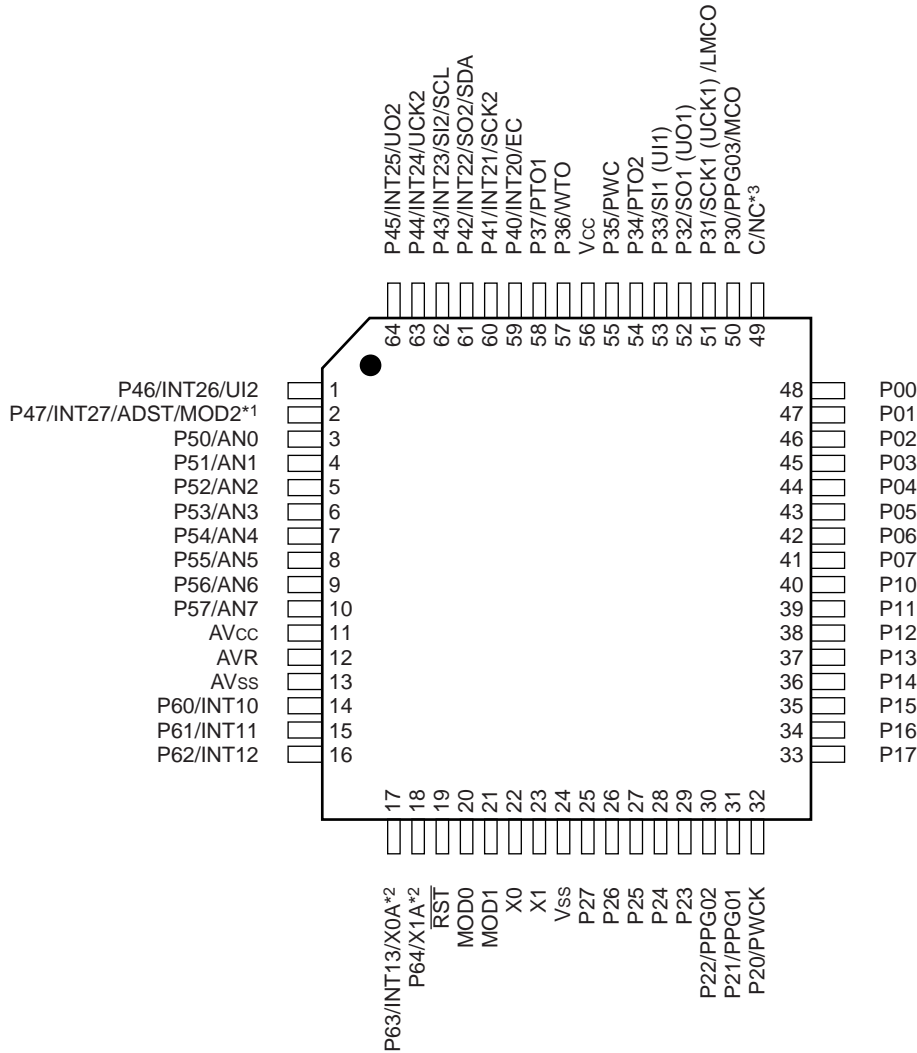 P45/INT25/UO2
P44/INT24/UCK2
P43/INT23/SI2/SCL
P42/INT22/SO2/SDA
P41/INT21/SCK2
P40/INT20/EC
P37/PTO1
P36/WTO
Vcc
P35/PWC
P34/PTO2
P33/SI1 (UI1)
P32/SO1 (UO1)
P31/SCK1 (UCK1) /LMCO
P30/PPG03/MCO
C/NC*3
64 63 62 61 60 59 58 57 56 55 54 53 52 51 50 49
P46/INT26/UI2 1 48 P00
P47/INT27/ADST/MOD2*1 2 47 P01
P50/AN0 3 46 P02
P51/AN1 4 45 P03
P52/AN2 5 44 P04
P53/AN3 6 43 P05
P54/AN4 7 42 P06
P55/AN5 8 41 P07
P56/AN6 9 40 P10
P57/AN7 10 39 P11
AVcc 11 38 P12
AVR 12 37 P13
AVss 13 36 P14
P60/INT10 14 35 P15
P61/INT11 15 34 P16
P62/INT12 16 33 P17
17 18 19 20 21 22 23 24 25 26 27 28 29 30 31 32
P63/INT13/X0A*2
P64/X1A*2
RST
MOD0
MOD1
X0
X1
Vss
P27
P26
P25
P24
P23
P22/PPG02
P21/PPG01
P20/PWCK